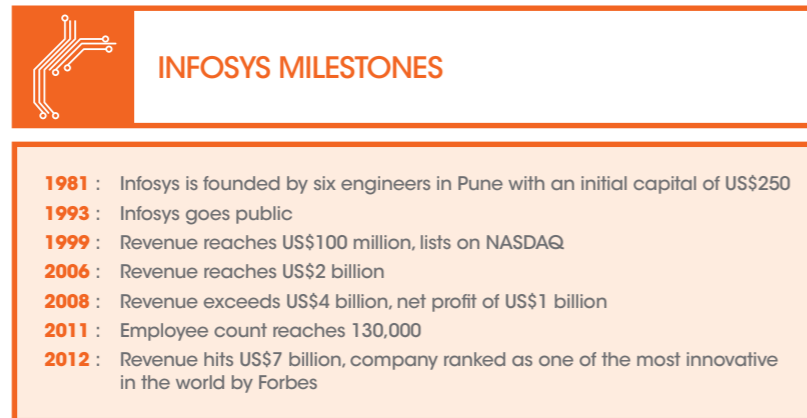 INFOSYS MILESTONES
1981 : Infosys is founded by six engineers in Pune with an initial capital of US$250
1993 : Infosys goes public
1999 : Revenue reaches US$100 million, lists on NASDAQ
2006 : Revenue reaches US$2 billion
2008 : Revenue exceeds US$4 billion, net profit of US$1 billion
2011 : Employee count reaches 130,000
2012 : Revenue hits US$7 billion, company ranked as one of the most innovative
in the world by Forbes